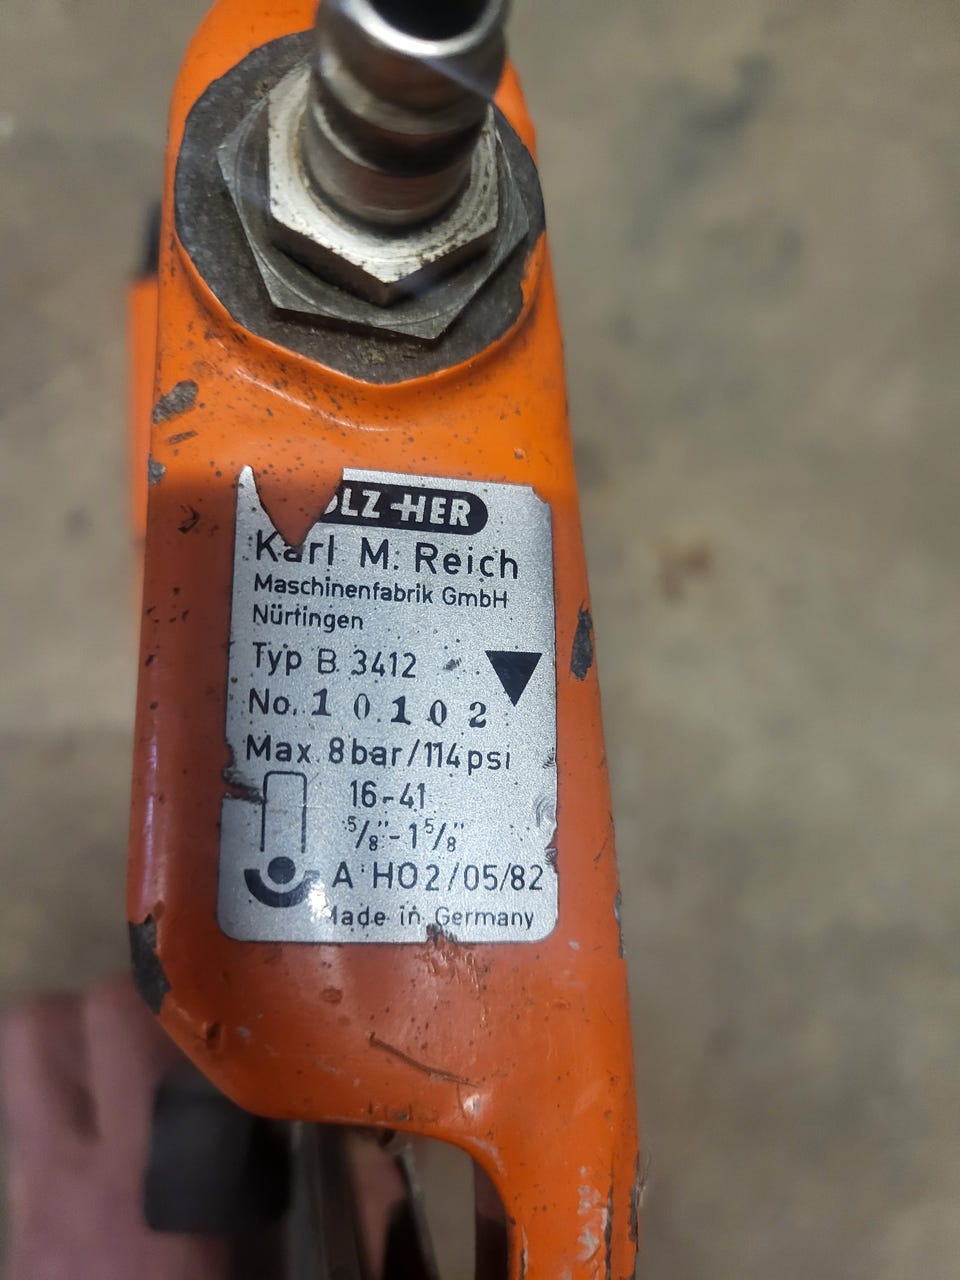 OLZ-HER
Karl M. Reich
Maschinenfabrik GmbH
Nürtingen
Typ B 3412
No. 10102
Max 8bar/114psi
16-41
5/8"-1 5/8"
A HO2/05/82
Made in Germany